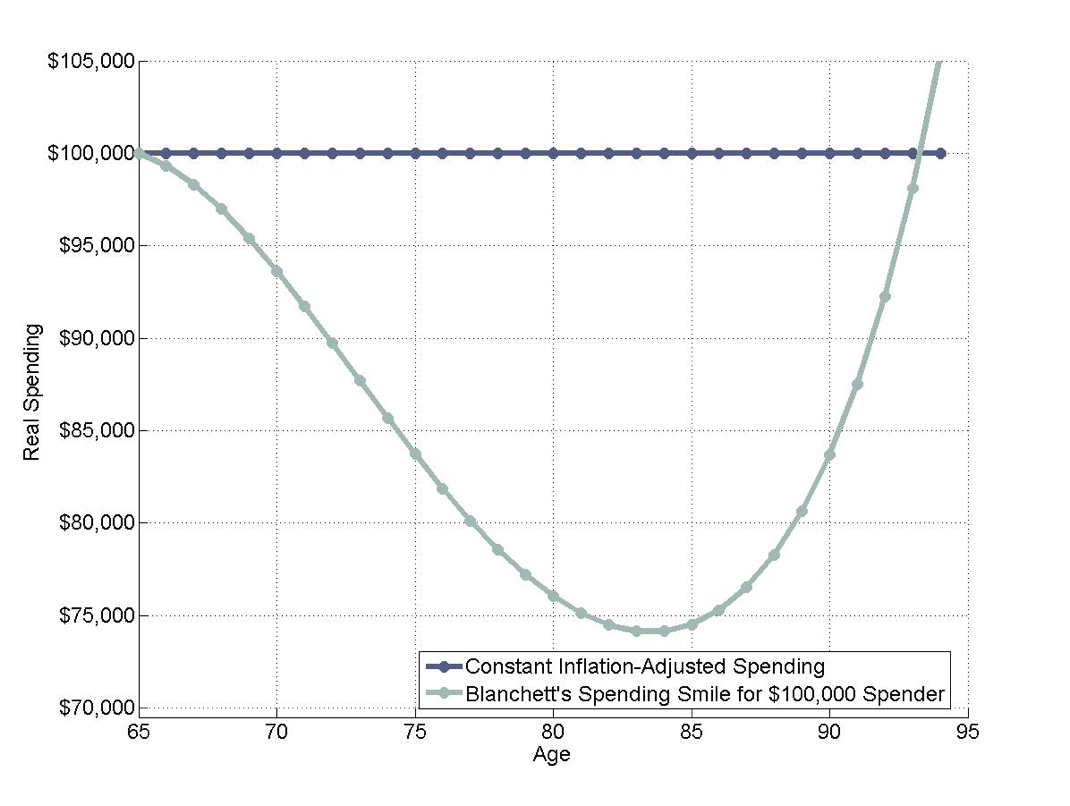 $105,000
$100,000
$95,000
$90,000
$85,000
$80,000
$75,000
$70,000
Real Spending
Constant Inflation-Adjusted Spending
Blanchett's Spending Smile for $100,000 Spender
65 70 75 80 85 90 95
Age